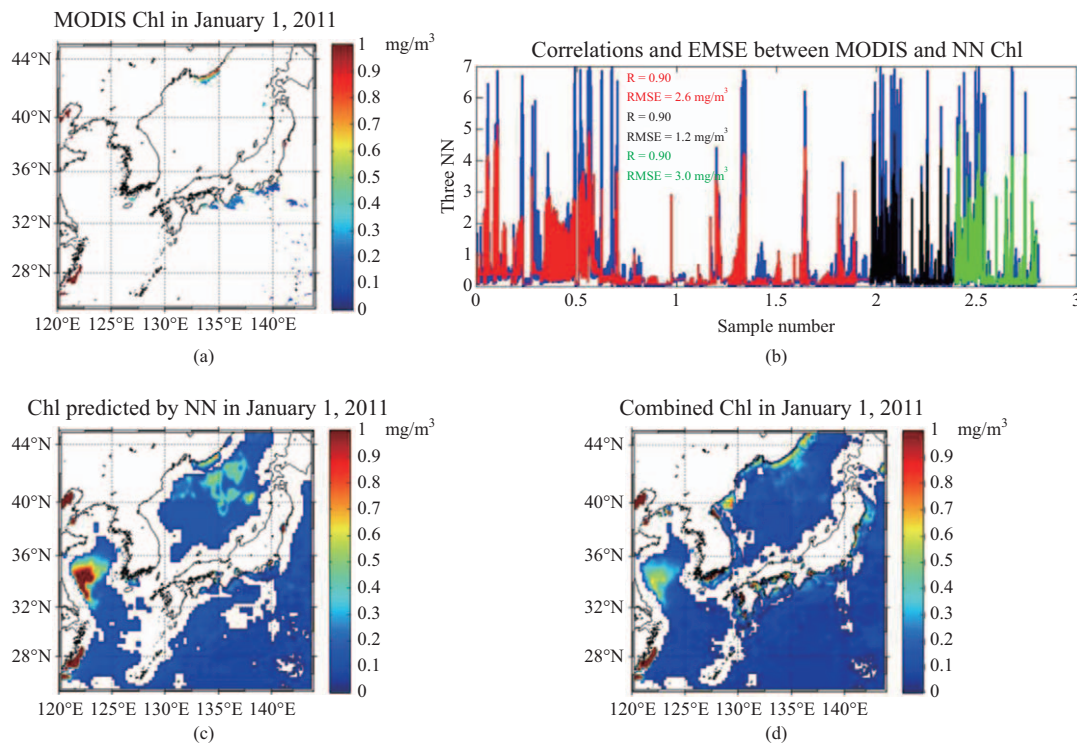 MODIS Chl in January 1, 2011
1 mg/m³
0.9
0.8
0.7
0.6
0.5
0.4
0.3
0.2
0.1
0
44°N
40°N
36°N
32°N
28°N
120°E 125°E 130°E 135°E 140°E
(a)
Correlations and EMSE between MODIS and NN Chl
R = 0.90
RMSE = 2.6 mg/m³
R = 0.90
RMSE = 1.2 mg/m³
R = 0.90
RMSE = 3.0 mg/m³
Three NN
7
6
5
4
3
2
1
0
0 0.5 1 1.5 2 2.5 3
Sample number
(b)
Chl predicted by NN in January 1, 2011
1 mg/m³
0.9
0.8
0.7
0.6
0.5
0.4
0.3
0.2
0.1
0
44°N
40°N
36°N
32°N
28°N
120°E 125°E 130°E 135°E 140°E
(c)
Combined Chl in January 1, 2011
1 mg/m³
0.9
0.8
0.7
0.6
0.5
0.4
0.3
0.2
0.1
0
44°N
40°N
36°N
32°N
28°N
120°E 125°E 130°E 135°E 140°E
(d)